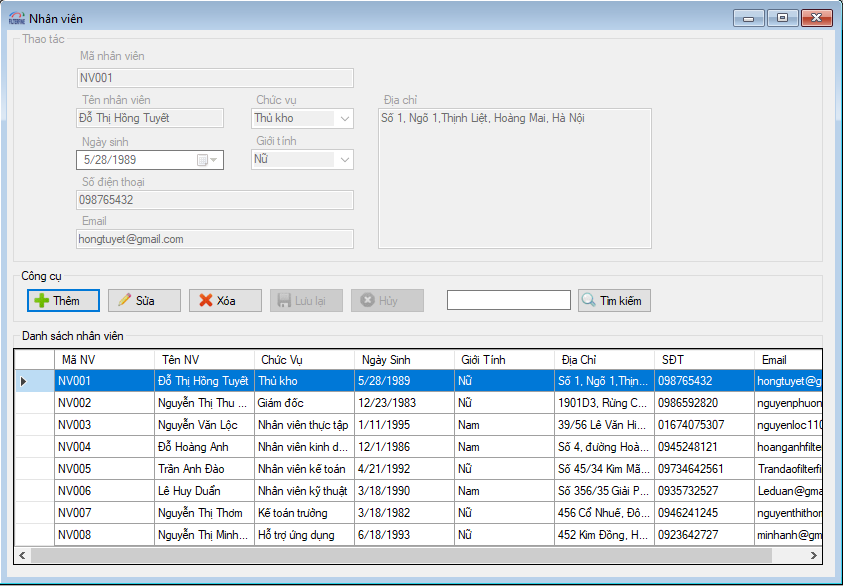 Nhân viên
Thao tác
Mã nhân viên
NV001
Tên nhân viên Chức vụ Địa chỉ
Đỗ Thị Hồng Tuyết Thủ kho Số 1, Ngõ 1,Thịnh Liệt, Hoàng Mai, Hà Nội
Ngày sinh Giới tính
5/28/1989 Nữ
Số điện thoại
098765432
Email
hongtuyet@gmail.com
Công cụ
Thêm Sửa Xóa Lưu lại Hủy Tìm kiếm
Danh sách nhân viên
Mã NV Tên NV Chức Vụ Ngày Sinh Giới Tính Địa Chỉ SĐT Email
NV001 Đỗ Thị Hồng Tuyết Thủ kho 5/28/1989 Nữ Số 1, Ngõ 1,Thịn... 098765432 hongtuyet@g
NV002 Nguyễn Thị Thu ... Giám đốc 12/23/1983 Nữ 1901D3, Rừng C... 0986592820 nguyenphuon
NV003 Nguyễn Văn Lộc Nhân viên thực tập 1/11/1995 Nam 39/56 Lê Văn Hi... 01674075307 nguyenloc110
NV004 Đỗ Hoàng Anh Nhân viên kinh d... 12/1/1986 Nam Số 4, đường Hoà... 0945248121 hoanganhfilte
NV005 Trần Anh Đào Nhân viên kế toán 4/21/1992 Nữ Số 45/34 Kim Mã... 09734642561 Trandaofilterfi
NV006 Lê Huy Duẩn Nhân viên kỹ thuật 3/18/1990 Nam Số 356/35 Giải P... 0935732527 Leduan@gma
NV007 Nguyễn Thị Thơm Kế toán trưởng 3/18/1982 Nữ 456 Cổ Nhuế, Đô... 0946241245 nguyenthithon
NV008 Nguyễn Thị Minh... Hỗ trợ ứng dụng 6/18/1993 Nữ 452 Kim Đồng, H... 0923642727 minhanh@gm